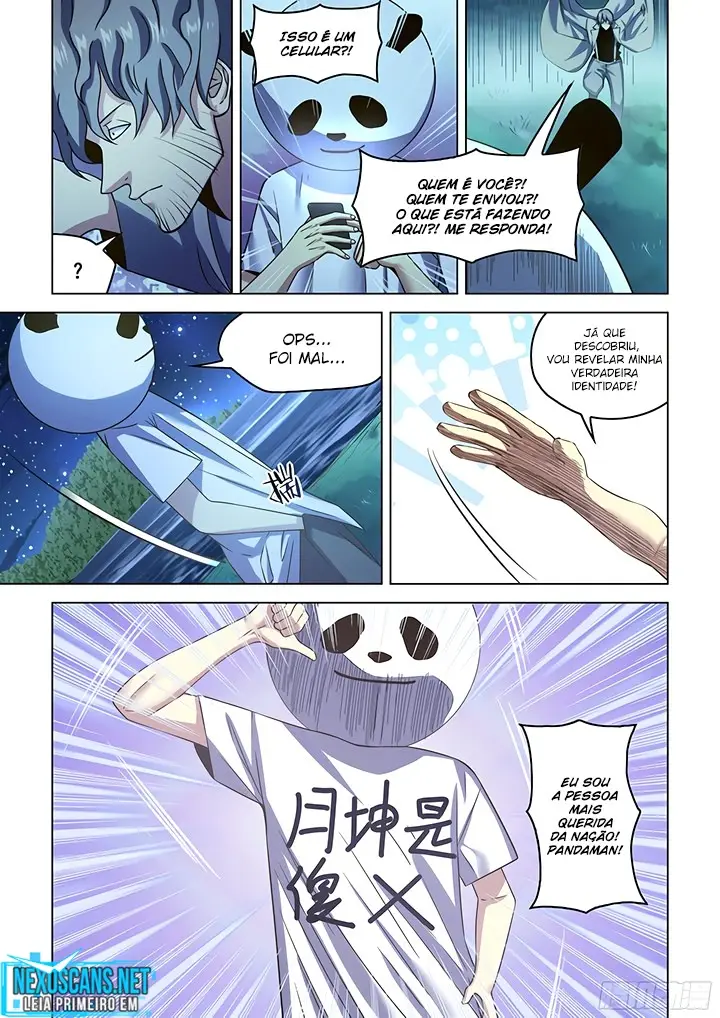 ISSO É UM
CELULAR?!
QUEM É VOCÊ?!
QUEM TE ENVIOU?!
O QUE ESTÁ FAZENDO
AQUI?! ME RESPONDA!
?
OPS...
FOI MAL...
JÁ QUE
DESCOBRIU,
VOU REVELAR MINHA
VERDADEIRA
IDENTIDADE!
EU SOU
A PESSOA
MAIS
QUERIDA
DA NAÇÃO!
PANDAMAN!
月坤是
傻X
NEXOSCANS.NET
LEIA PRIMEIRO EM